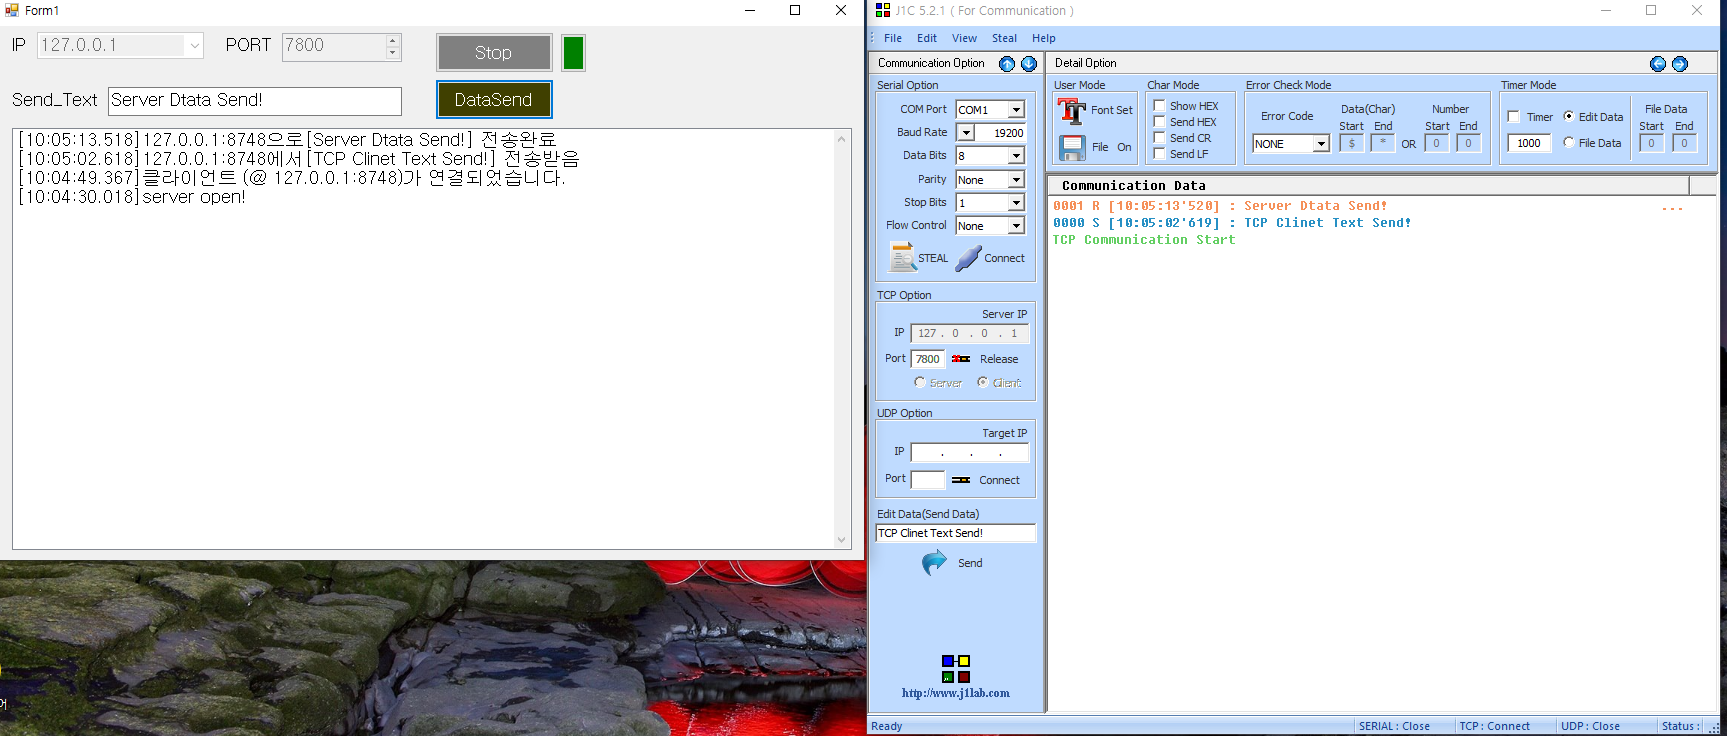 Form1
IP 127.0.0.1 PORT 7800 Stop
Send_Text Server Dtata Send! DataSend
[10:05:13.518]127.0.0.1:8748으로[Server Dtata Send!] 전송완료
[10:05:02.618]127.0.0.1:8748에서[TCP Clinet Text Send!] 전송받음
[10:04:49.367]클라이언트 (@ 127.0.0.1:8748)가 연결되었습니다.
[10:04:30.018]server open!
J1C 5.2.1 ( For Communication )
File Edit View Steal Help
Communication Option
Serial Option
COM Port COM1
Baud Rate 19200
Data Bits 8
Parity None
Stop Bits 1
Flow Control None
STEAL Connect
TCP Option
Server IP
IP 127 . 0 . 0 . 1
Port 7800 Release
Server Client
UDP Option
Target IP
IP . . .
Port Connect
Edit Data(Send Data)
TCP Clinet Text Send!
Send
http://www.j1lab.com
Detail Option
User Mode
Font Set
File On
Char Mode
Show HEX
Send HEX
Send CR
Send LF
Error Check Mode
Error Code Data(Char) Number
Start End Start End
NONE $ * OR 0 0
Timer Mode
Timer Edit Data
1000 File Data
File Data
Start End
0 0
Communication Data
0001 R [10:05:13'520] : Server Dtata Send! ...
0000 S [10:05:02'619] : TCP Clinet Text Send!
TCP Communication Start
Ready SERIAL : Close TCP : Connect UDP : Close Status :
어